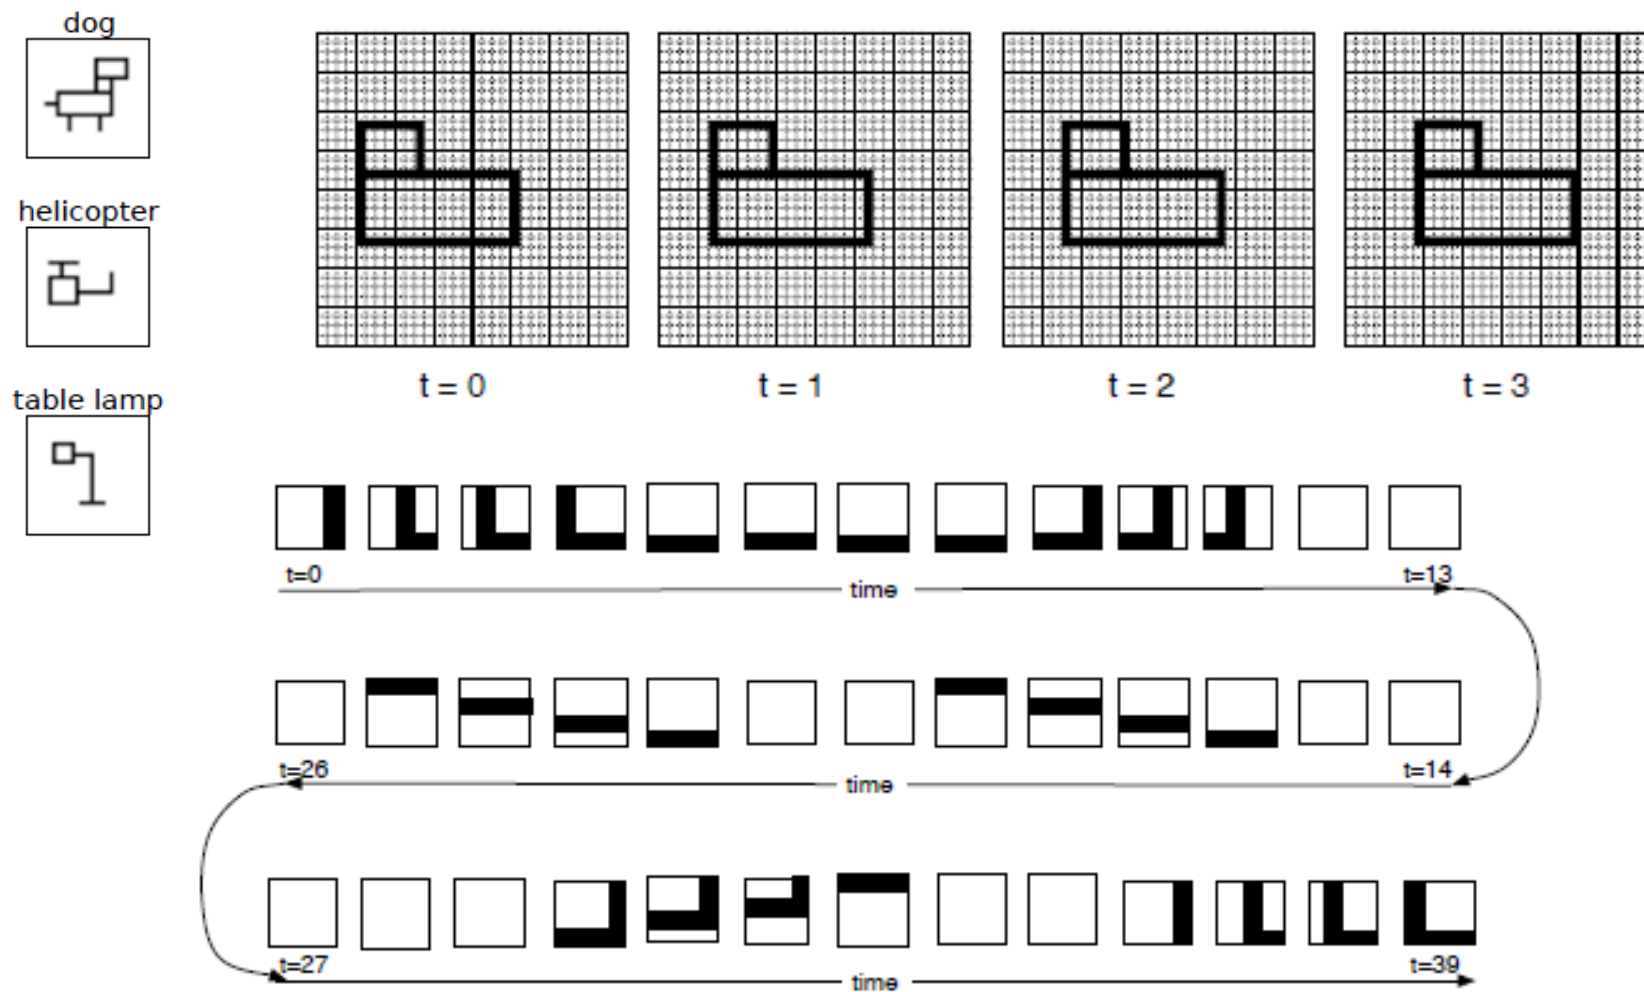 dog
helicopter
table lamp
t = 0
t = 1
t = 2
t = 3
t=0
time
t=13
t=26
time
t=14
t=27
time
t=39